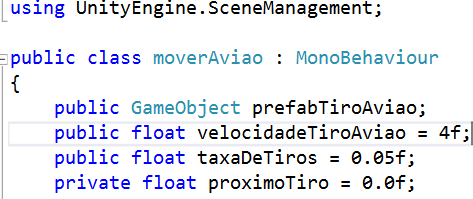 using UnityEngine.SceneManagement;
public class moverAviao : MonoBehaviour
{
public GameObject prefabTiroAviao;
public float velocidadeTiroAviao = 4f;
public float taxaDeTiros = 0.05f;
private float proximoTiro = 0.0f;